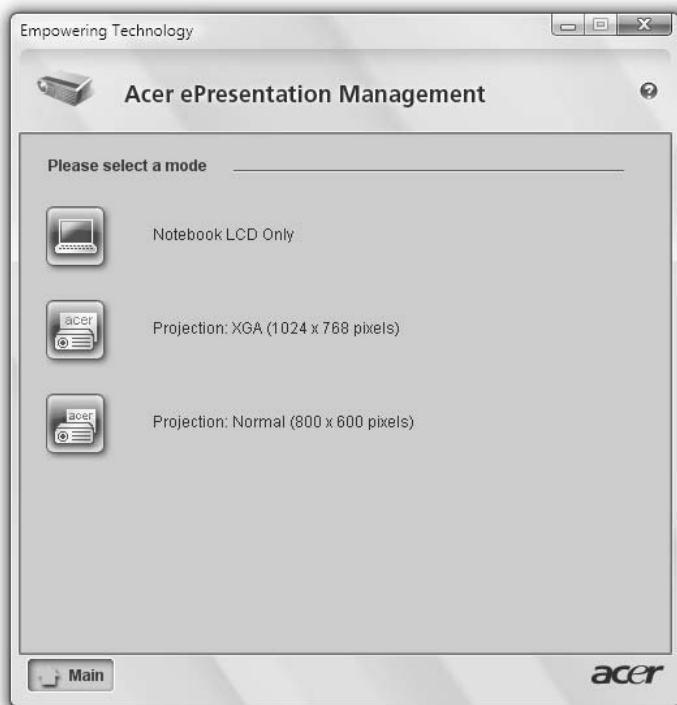 Empowering Technology
Acer ePresentation Management
?
Please select a mode
Notebook LCD Only
acer
Projection: XGA (1024 x 768 pixels)
acer
Projection: Normal (800 x 600 pixels)
Main
acer